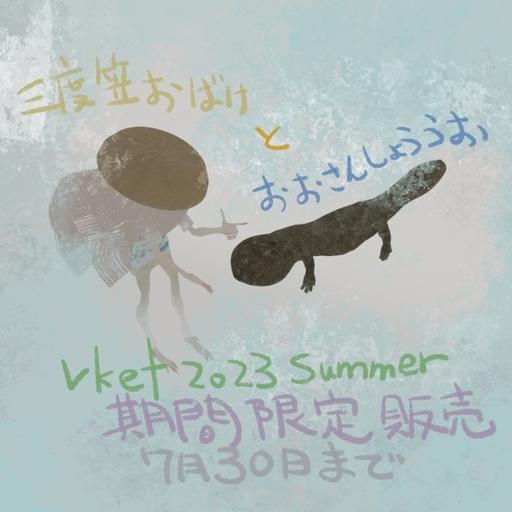 三度笠おばけ
と
おおさんしょううお
vket 2023 summer
期間限定販売
7月30日まで